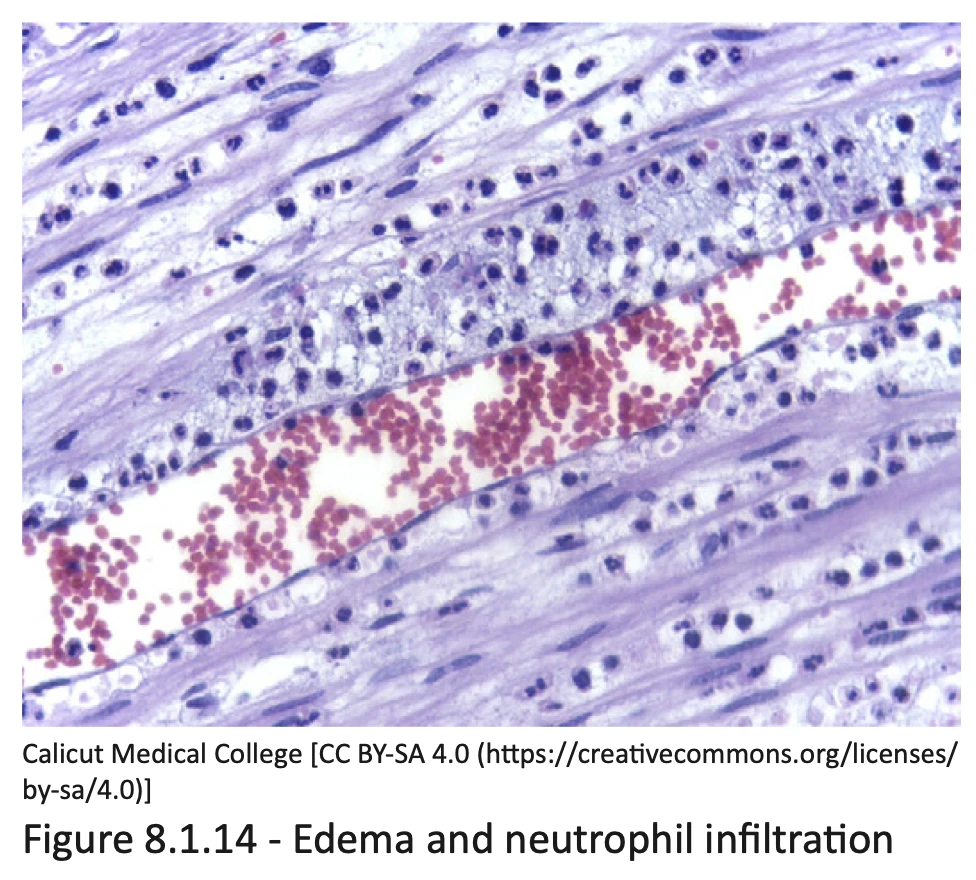 Calicut Medical College [CC BY-SA 4.0 (https://creativecommons.org/licenses/
by-sa/4.0)]
Figure 8.1.14 - Edema and neutrophil infiltration